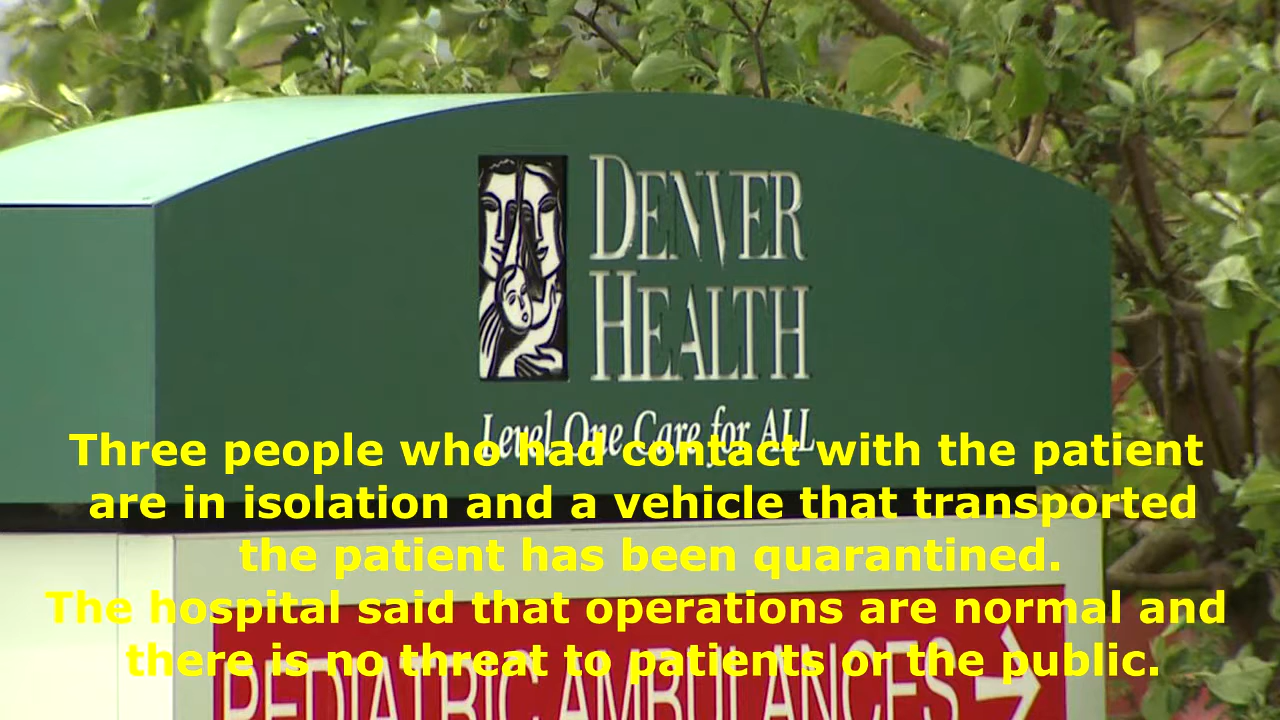 DENVER
HEALTH
Level One Care for ALL
Three people who had contact with the patient
are in isolation and a vehicle that transported
the patient has been quarantined.
The hospital said that operations are normal and
there is no threat to patients or the public.
PEDIATRIC AMBULANCES